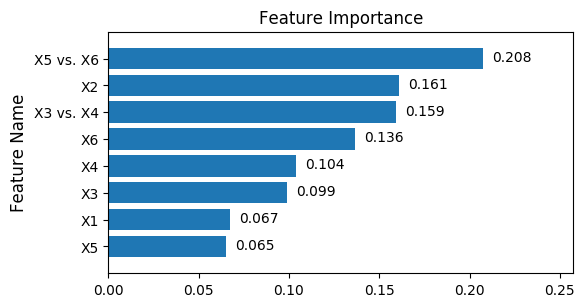 Feature Importance
Feature Name
X5 vs. X6 0.208
X2 0.161
X3 vs. X4 0.159
X6 0.136
X4 0.104
X3 0.099
X1 0.067
X5 0.065
0.00 0.05 0.10 0.15 0.20 0.25